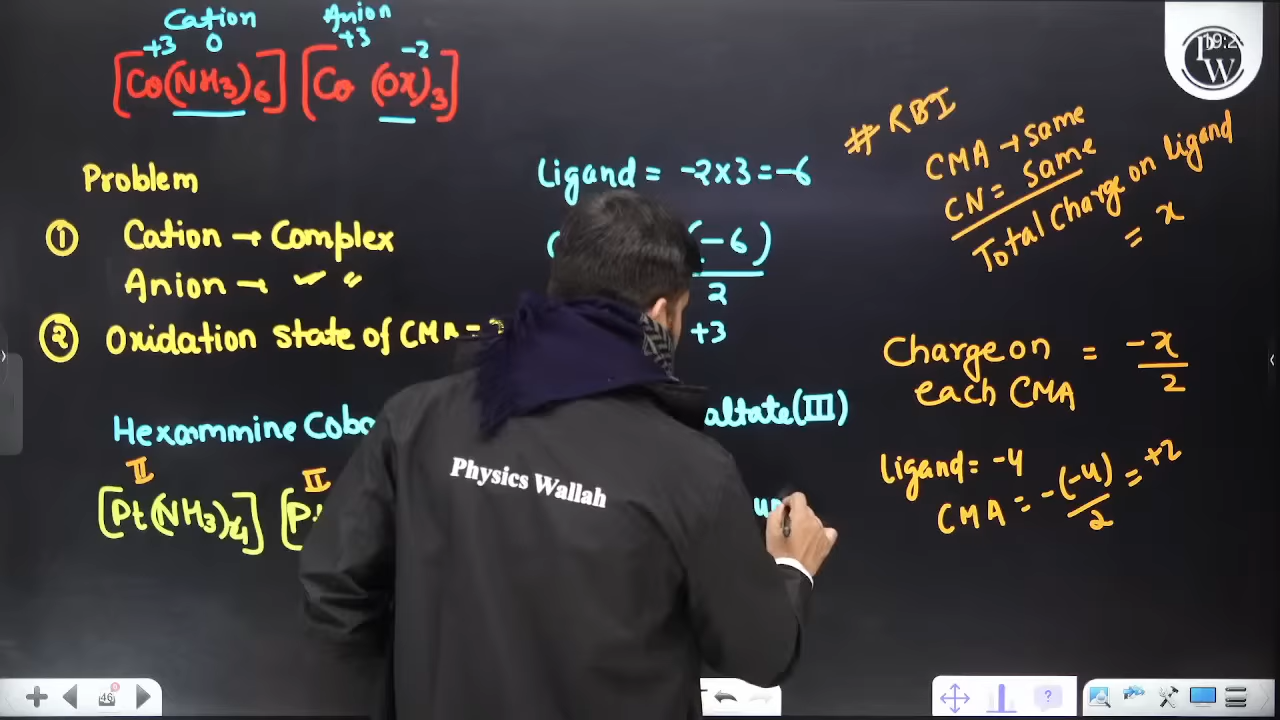 Cation
Anion
+3 0
+3 -2
[Co(NH3)6] [Co (Ox)3]
Problem
① Cation → Complex
Anion → 〃
② Oxidation state of CMA =
Ligand = -2×3 = -6
(-6)
2
+3
Hexammine Coba
altate(III)
II
II
[Pt(NH3)4] [P
# RBI
CMA → same
CN = same
Total Charge on ligand
= x
Charge on each CMA = -x/2
Ligand = -4
CMA = -(-4)/2 = +2
Physics Wallah
PW
46